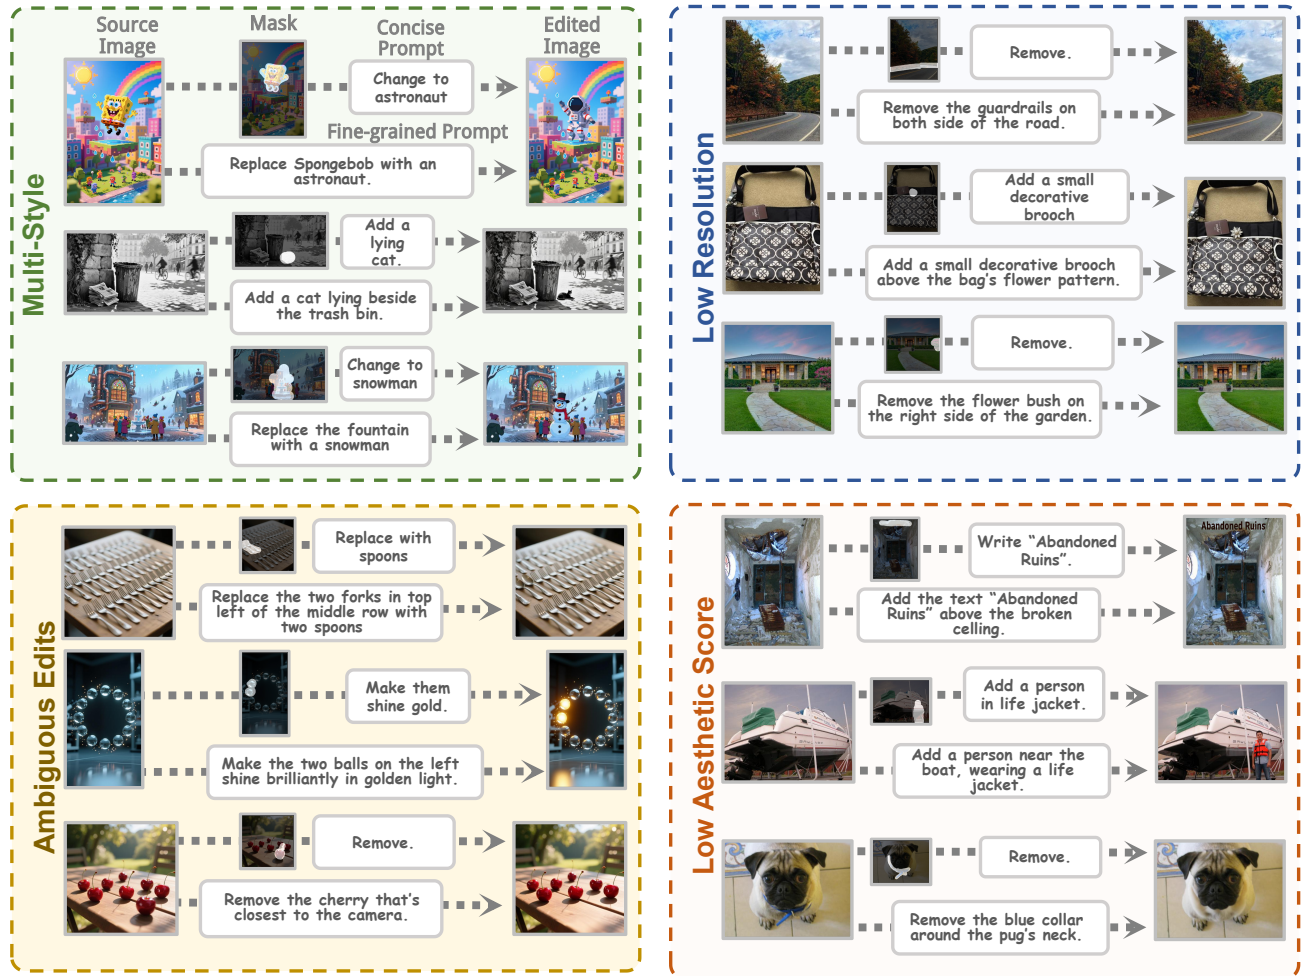 Source
Image
Mask
Concise
Prompt
Edited
Image
Change to
astronaut
Fine-grained Prompt
Replace Spongebob with an
astronaut.
Multi-Style
Add a
lying
cat.
Add a cat lying beside
the trash bin.
Change to
snowman
Replace the fountain
with a snowman
Low Resolution
Remove.
Remove the guardrails on
both side of the road.
Add a small
decorative
brooch
Add a small decorative brooch
above the bag's flower pattern.
Remove.
Remove the flower bush on
the right side of the garden.
Ambiguous Edits
Replace with
spoons
Replace the two forks in top
left of the middle row with
two spoons
Make them
shine gold.
Make the two balls on the left
shine brilliantly in golden light.
Remove.
Remove the cherry that's
closest to the camera.
Low Aesthetic Score
Write “Abandoned
Ruins”.
Abandoned Ruins
Add the text “Abandoned
Ruins” above the broken
celling.
Add a person
in life jacket.
Add a person near the
boat, wearing a life
jacket.
Remove.
Remove the blue collar
around the pug's neck.